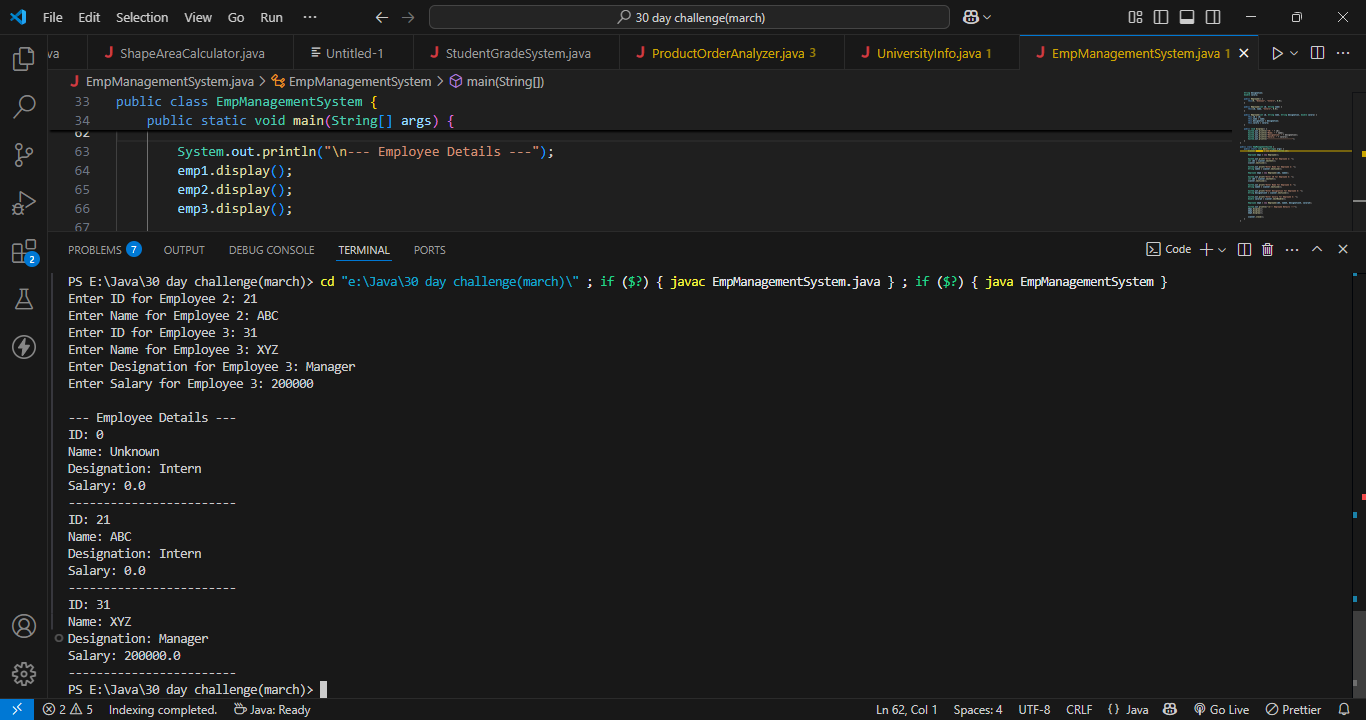 File Edit Selection View Go Run ··· 30 day challenge(march)
va ShapeAreaCalculator.java Untitled-1 StudentGradeSystem.java ProductOrderAnalyzer.java 3 UniversityInfo.java 1 EmpManagementSystem.java 1
EmpManagementSystem.java > EmpManagementSystem > main(String[])
33 public class EmpManagementSystem {
34 public static void main(String[] args) {
62
63 System.out.println("\n--- Employee Details ---");
64 emp1.display();
65 emp2.display();
66 emp3.display();
67
PROBLEMS 7 OUTPUT DEBUG CONSOLE TERMINAL PORTS Code
PS E:\Java\30 day challenge(march)> cd "e:\Java\30 day challenge(march)\" ; if ($?) { javac EmpManagementSystem.java } ; if ($?) { java EmpManagementSystem }
Enter ID for Employee 2: 21
Enter Name for Employee 2: ABC
Enter ID for Employee 3: 31
Enter Name for Employee 3: XYZ
Enter Designation for Employee 3: Manager
Enter Salary for Employee 3: 200000
--- Employee Details ---
ID: 0
Name: Unknown
Designation: Intern
Salary: 0.0
------------------------
ID: 21
Name: ABC
Designation: Intern
Salary: 0.0
------------------------
ID: 31
Name: XYZ
Designation: Manager
Salary: 200000.0
------------------------
PS E:\Java\30 day challenge(march)>
2
2 5 Indexing completed. Java: Ready Ln 62, Col 1 Spaces: 4 UTF-8 CRLF {} Java Go Live Prettier